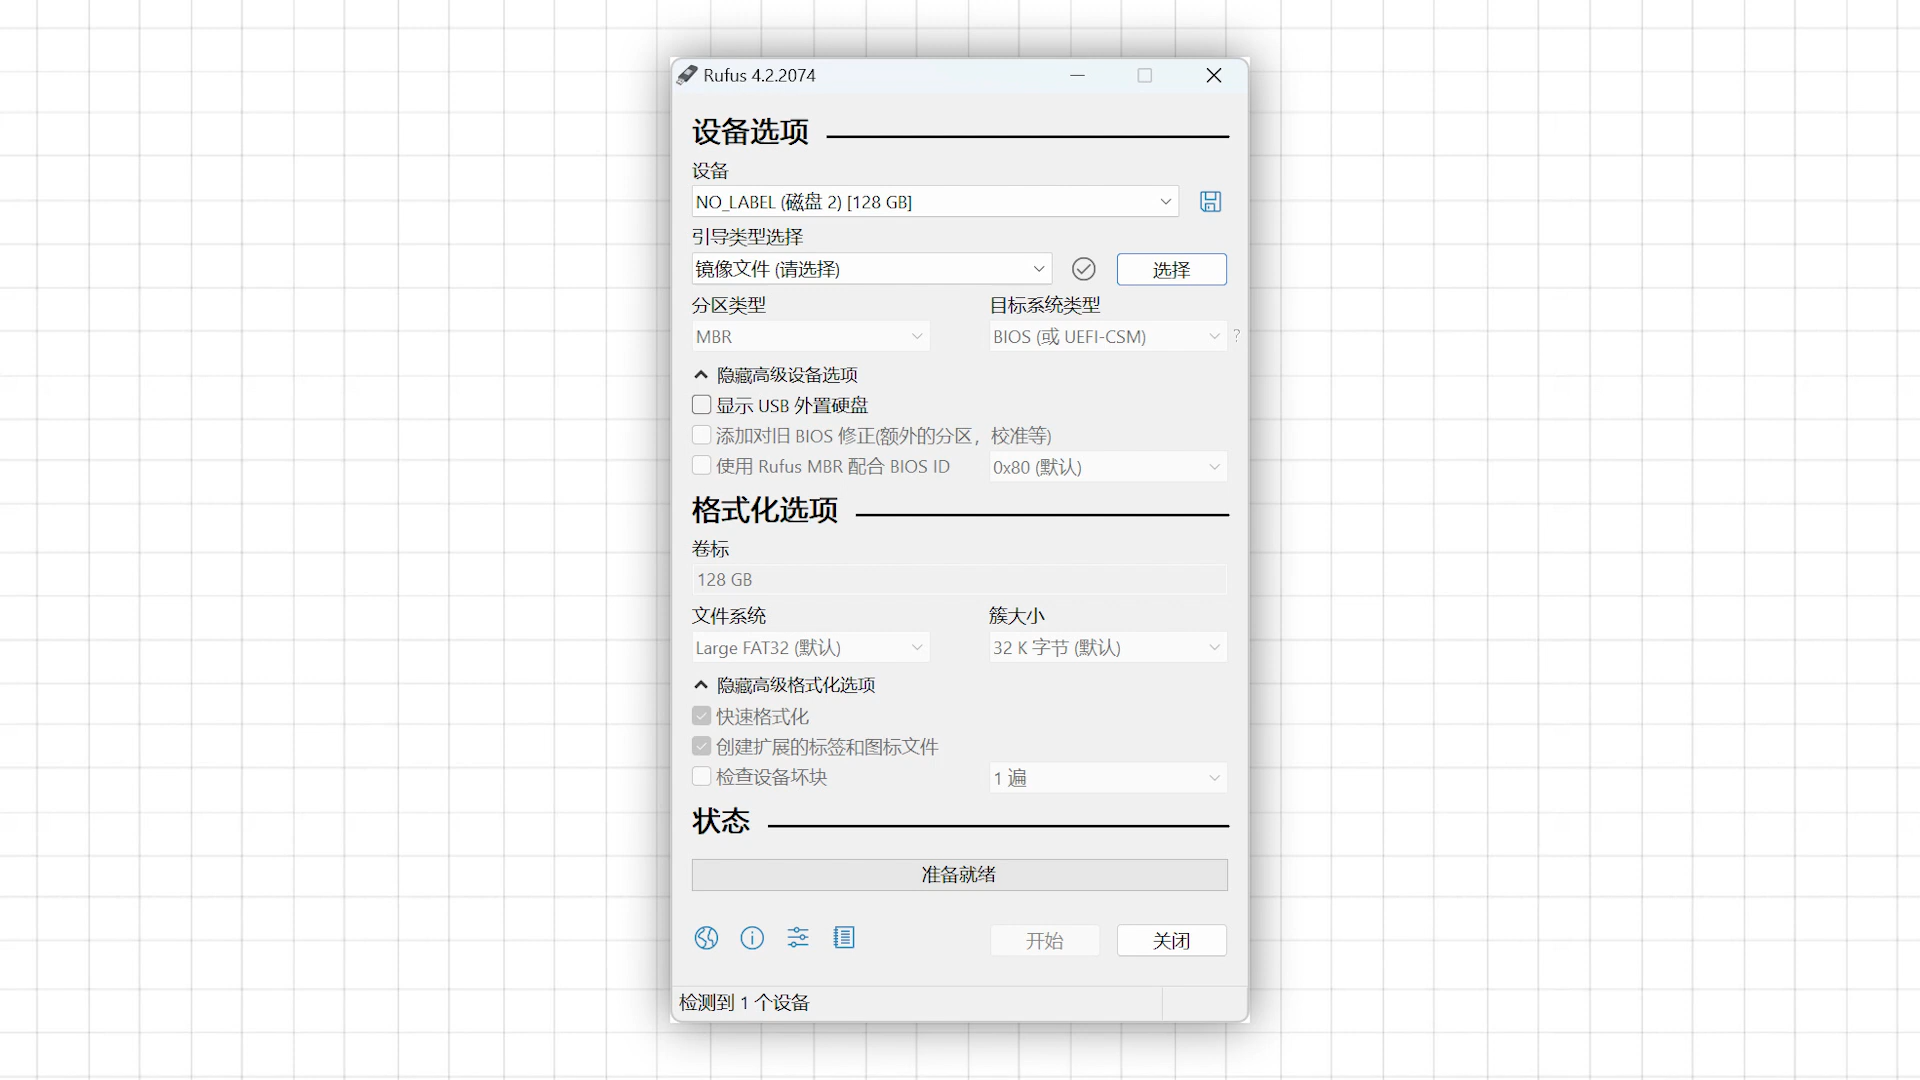 Rufus 4.2.2074
设备选项
设备
NO_LABEL (磁盘 2) [128 GB]
引导类型选择
镜像文件 (请选择)
选择
分区类型
目标系统类型
MBR
BIOS (或 UEFI-CSM)
?
隐藏高级设备选项
显示 USB 外置硬盘
添加对旧 BIOS 修正(额外的分区，校准等)
使用 Rufus MBR 配合 BIOS ID
0x80 (默认)
格式化选项
卷标
128 GB
文件系统
簇大小
Large FAT32 (默认)
32 K 字节 (默认)
隐藏高级格式化选项
快速格式化
创建扩展的标签和图标文件
检查设备坏块
1 遍
状态
准备就绪
开始
关闭
检测到 1 个设备